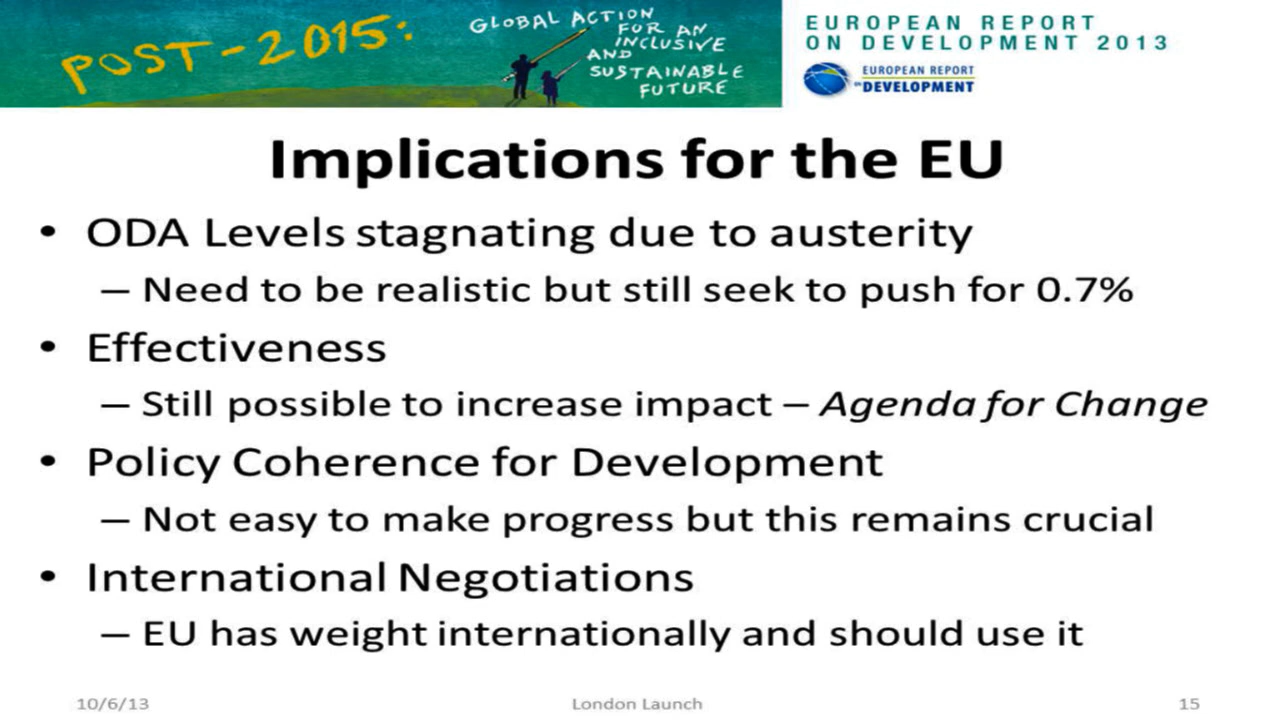 POST-2015:
GLOBAL ACTION
FOR AN
INCLUSIVE
AND
SUSTAINABLE
FUTURE
EUROPEAN REPORT
ON DEVELOPMENT 2013
EUROPEAN REPORT
ON DEVELOPMENT
Implications for the EU
• ODA Levels stagnating due to austerity
– Need to be realistic but still seek to push for 0.7%
• Effectiveness
– Still possible to increase impact – Agenda for Change
• Policy Coherence for Development
– Not easy to make progress but this remains crucial
• International Negotiations
– EU has weight internationally and should use it
10/6/13 London Launch 15